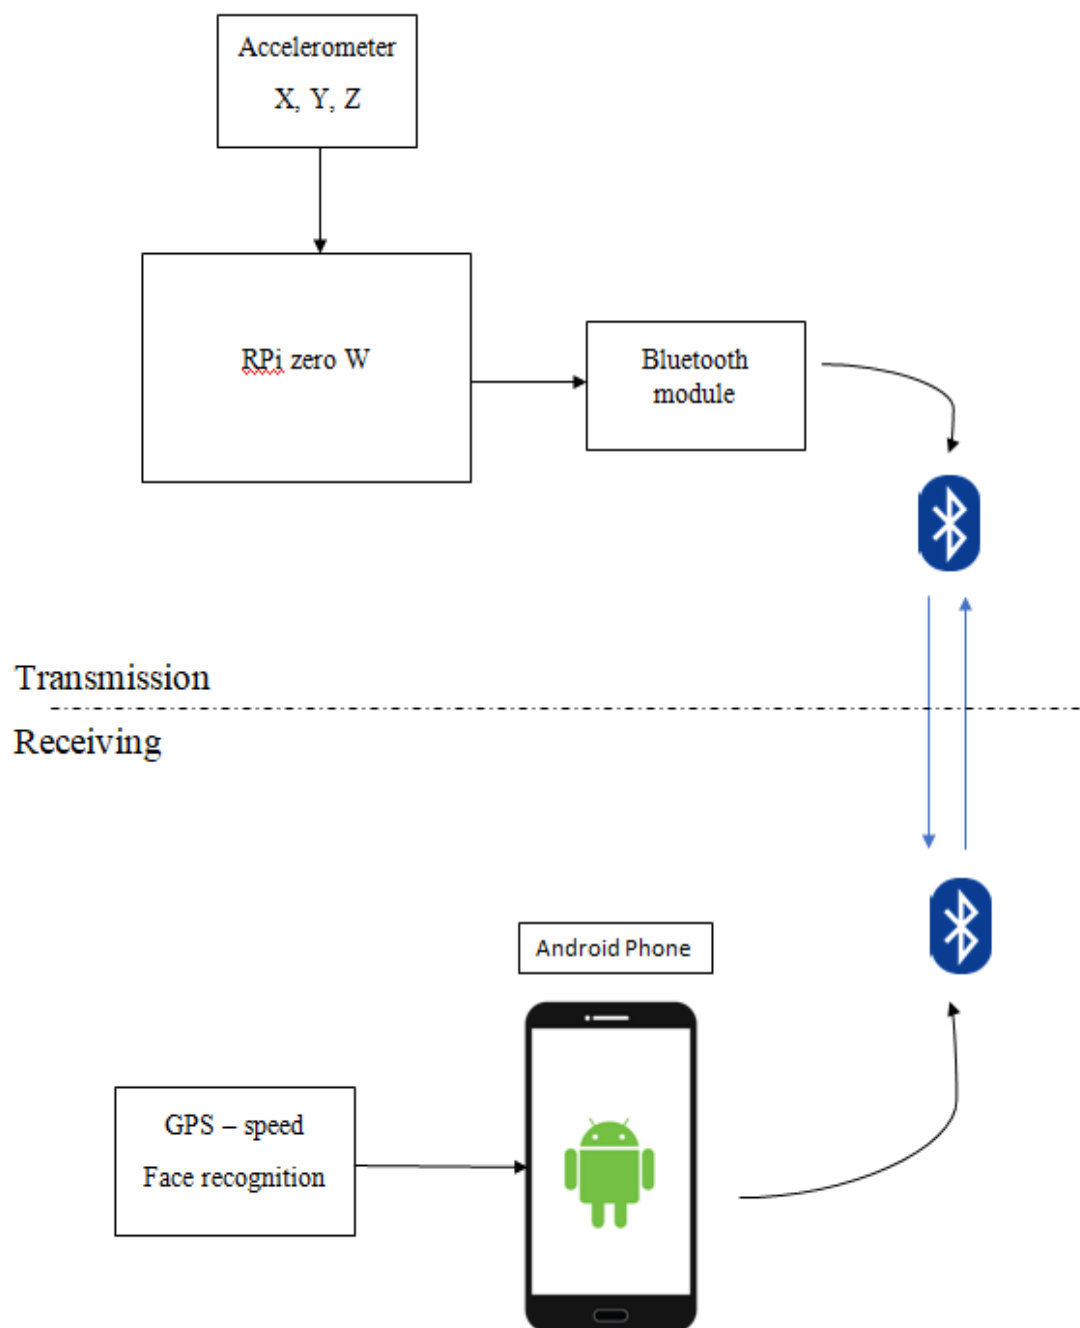 Accelerometer
X, Y, Z
RPi zero W
Bluetooth
module
Transmission
Receiving
Android Phone
GPS – speed
Face recognition